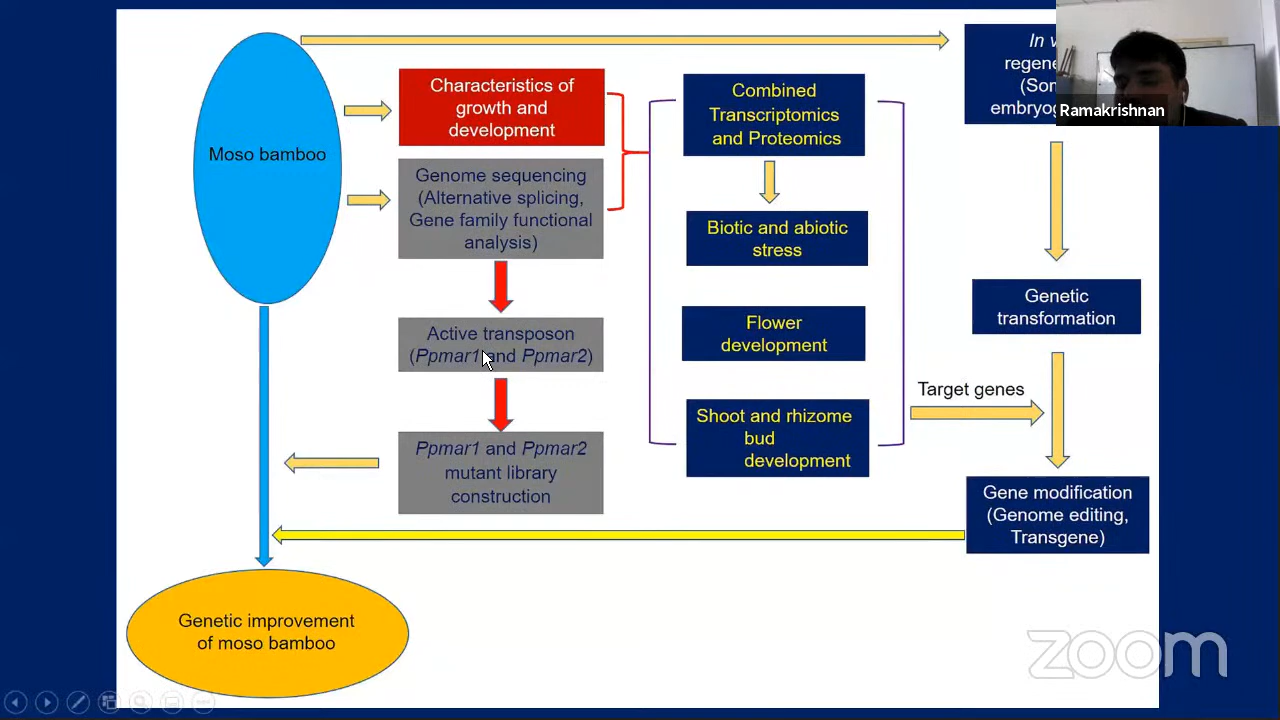 Moso bamboo
Characteristics of
growth and
development
Genome sequencing
(Alternative splicing,
Gene family functional
analysis)
Active transposon
(Ppmar1 and Ppmar2)
Ppmar1 and Ppmar2
mutant library
construction
Combined
Transcriptomics
and Proteomics
Biotic and abiotic
stress
Flower
development
Shoot and rhizome
bud
development
Target genes
In
Ramakrishnan
Genetic
transformation
Gene modification
(Genome editing,
Transgene)
Genetic improvement
of moso bamboo
zoom